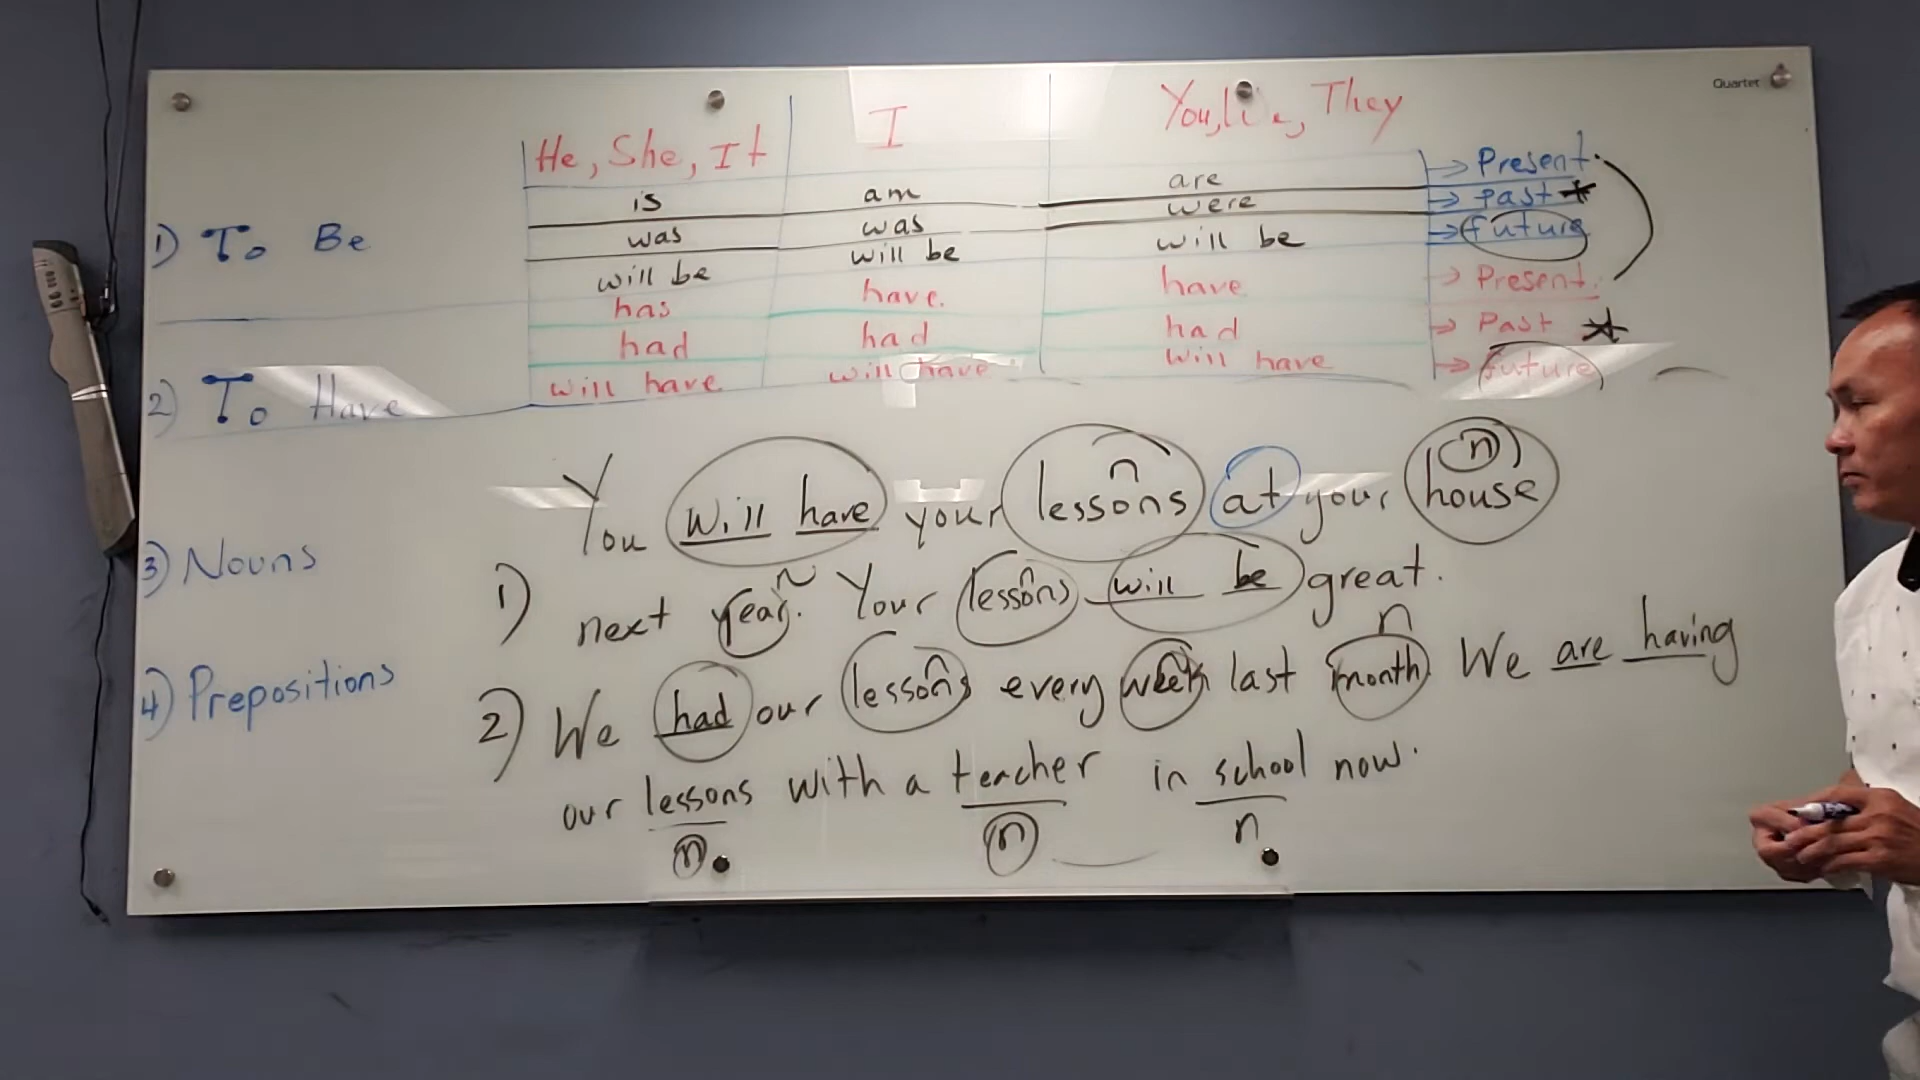 Quartet
He, She, It I You, We, They
is am are → Present
was was were → Past *
1) To Be will be will be will be → future
has have have → Present
had had had → Past *
2) To Have will have will have will have → future
You will have your lessons at your house
n n
3) Nouns
1) next year. Your lessons will be great.
n n
4) Prepositions
2) We had our lessons every week last month We are having
n n n
our lessons with a teacher in school now.
n n n